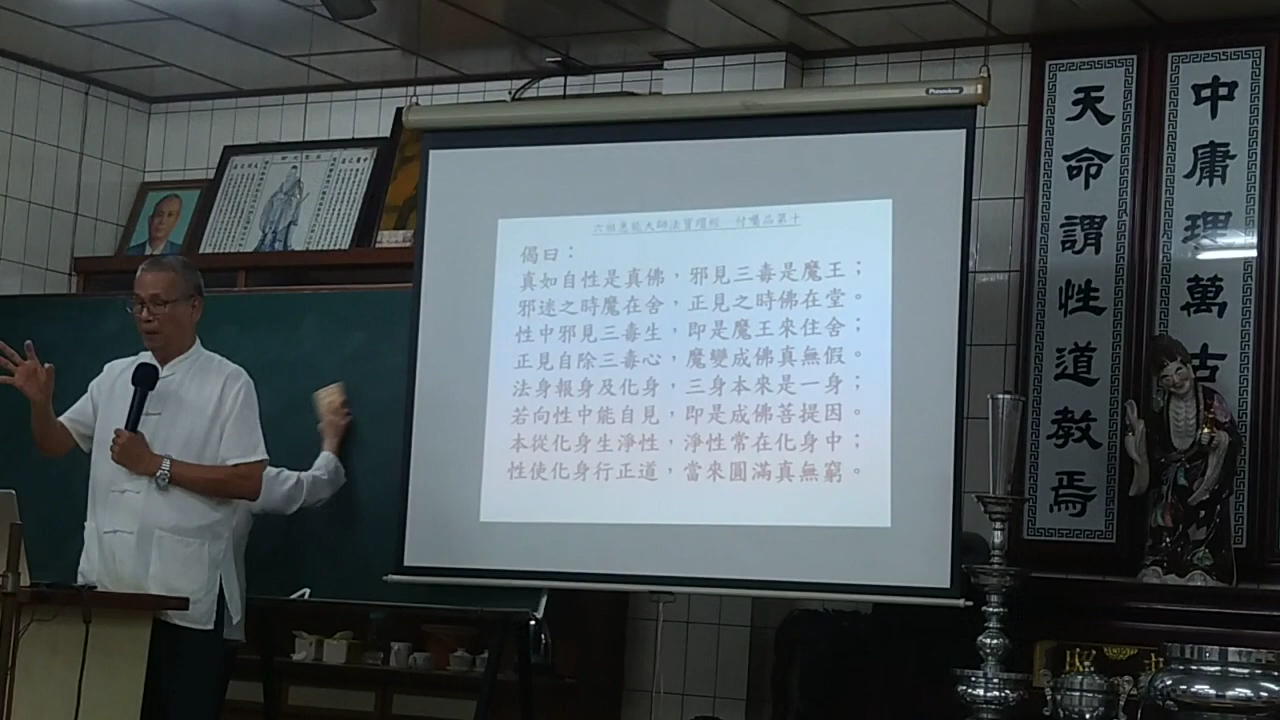 六祖惠能大師法寶壇經 付囑品第十
偈曰：
真如自性是真佛，邪見三毒是魔王；
邪迷之時魔在舍，正見之時佛在堂。
性中邪見三毒生，即是魔王來住舍；
正見自除三毒心，魔變成佛真無假。
法身報身及化身，三身本來是一身；
若向性中能自見，即是成佛菩提因。
本從化身生淨性，淨性常在化身中；
性使化身行正道，當來圓滿真無窮。
中庸理萬古
天命謂性道教焉